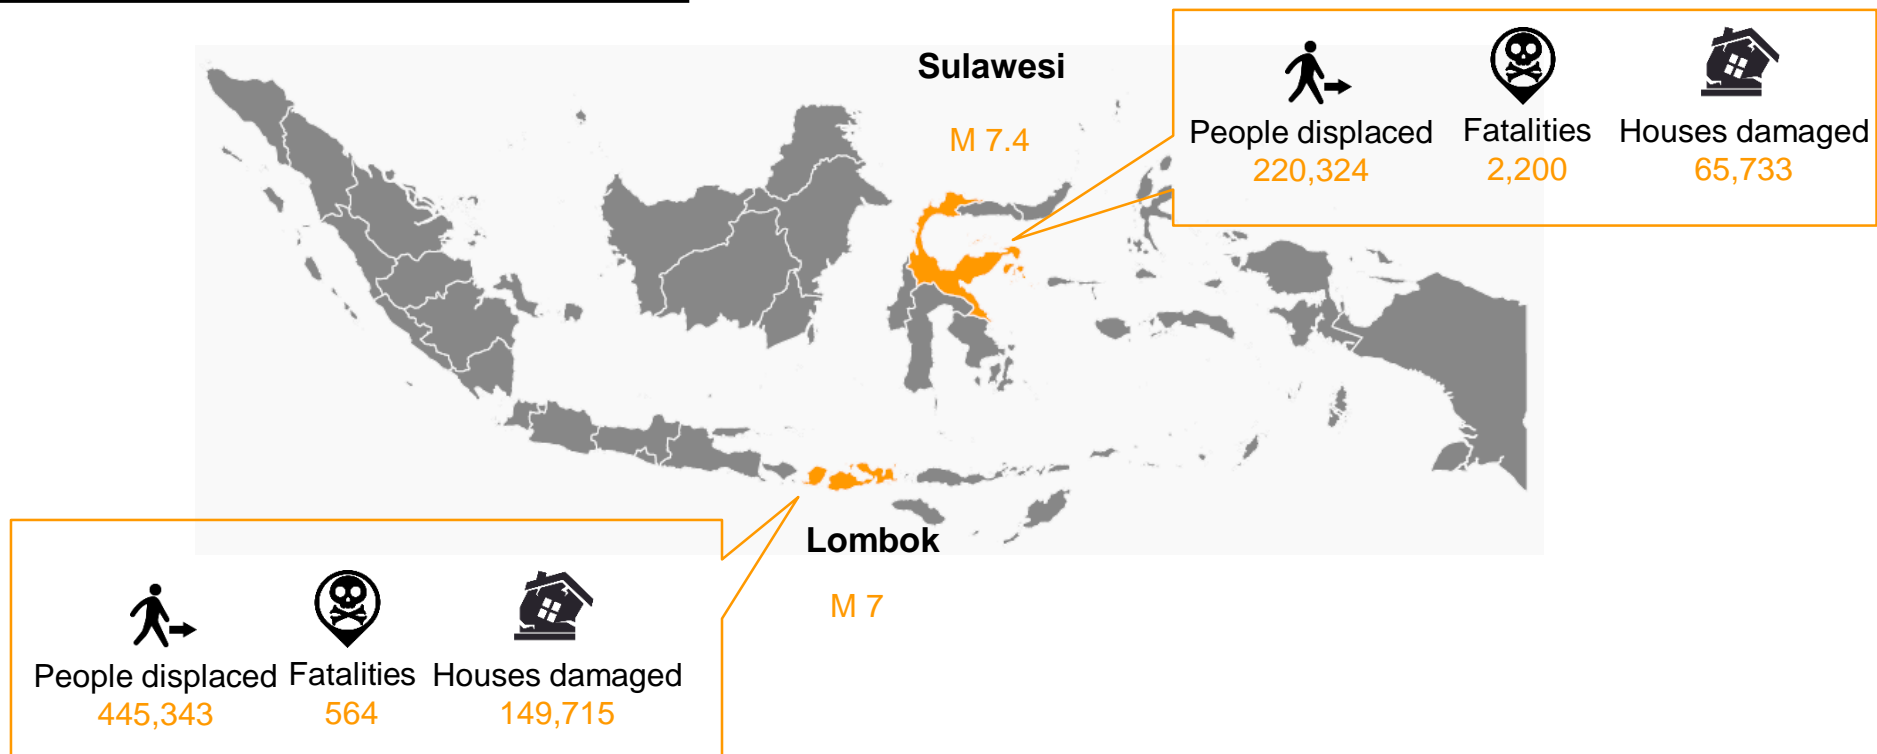 Sulawesi
M 7.4
People displaced
220,324
Fatalities
2,200
Houses damaged
65,733
Lombok
M 7
People displaced
445,343
Fatalities
564
Houses damaged
149,715